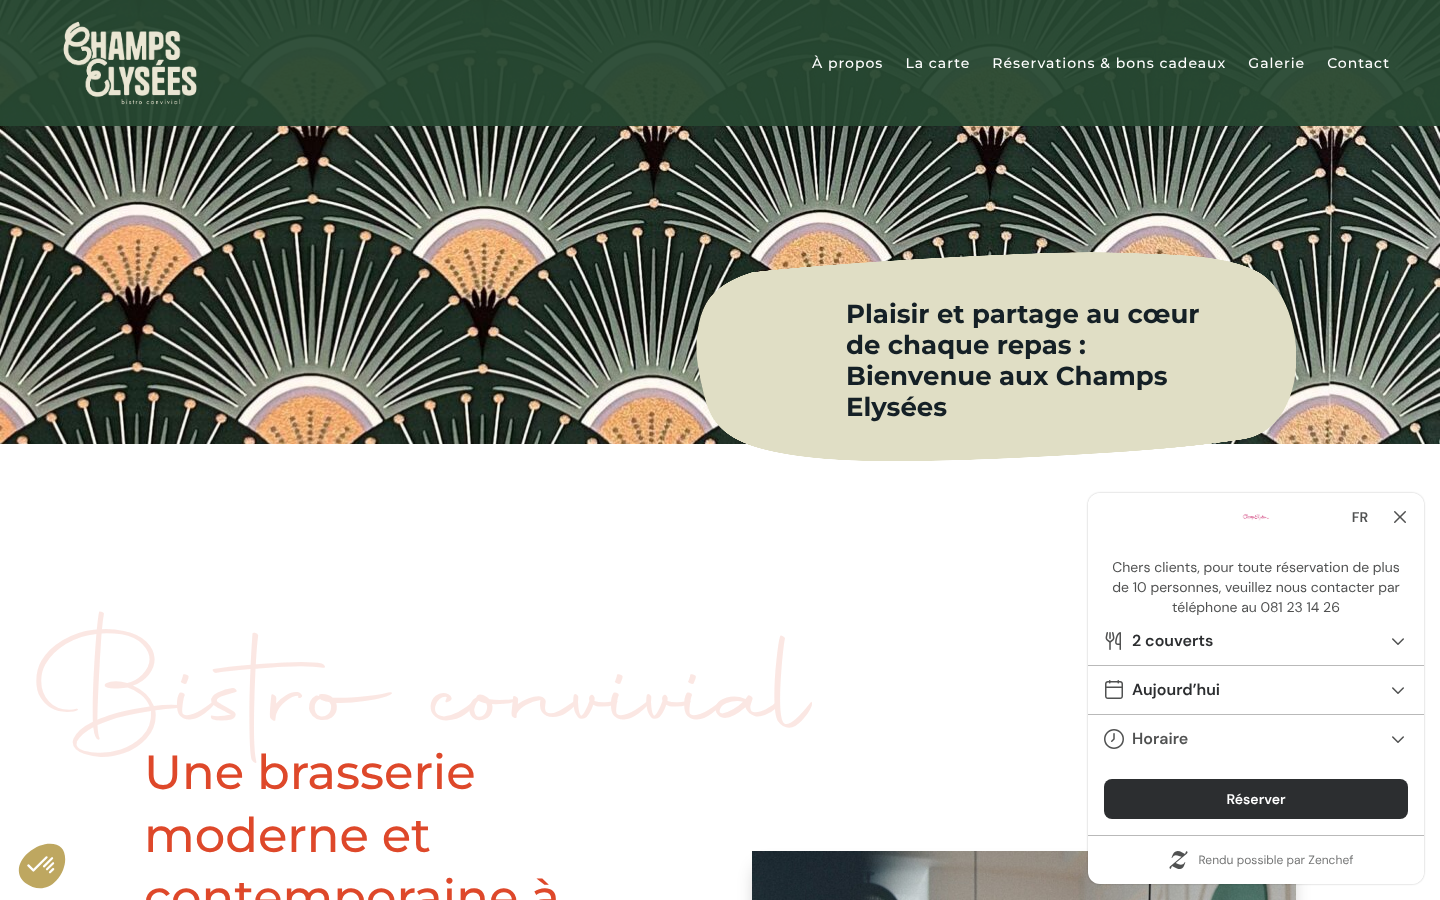 CHAMPS
ELYSÉES
bistro convivial
À propos
La carte
Réservations & bons cadeaux
Galerie
Contact
Plaisir et partage au cœur
de chaque repas :
Bienvenue aux Champs
Elysées
Bistro convivial
Une brasserie
moderne et
contemporaine à
FR
Chers clients, pour toute réservation de plus
de 10 personnes, veuillez nous contacter par
téléphone au 081 23 14 26
2 couverts
Aujourd’hui
Horaire
Réserver
Rendu possible par Zenchef